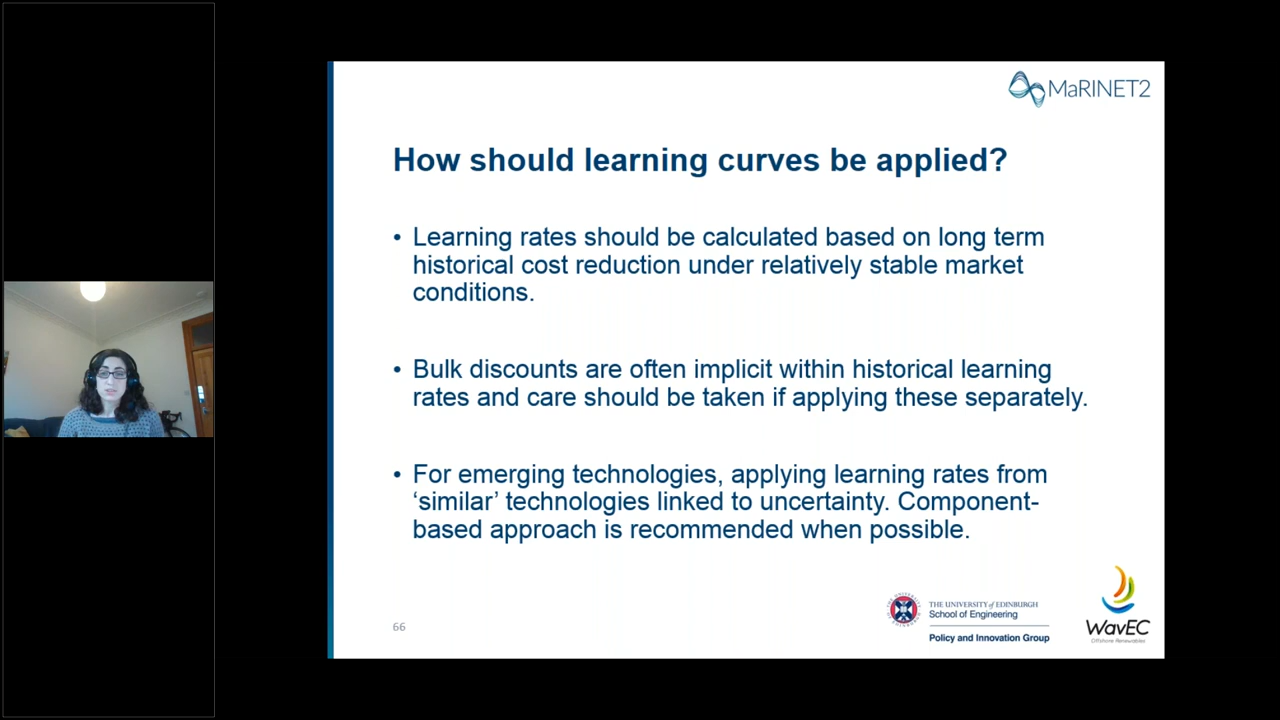 MaRINET2
How should learning curves be applied?
• Learning rates should be calculated based on long term
historical cost reduction under relatively stable market
conditions.
• Bulk discounts are often implicit within historical learning
rates and care should be taken if applying these separately.
• For emerging technologies, applying learning rates from
‘similar’ technologies linked to uncertainty. Component-
based approach is recommended when possible.
THE UNIVERSITY of EDINBURGH
School of Engineering
Policy and Innovation Group
WavEC
Offshore Renewables
66